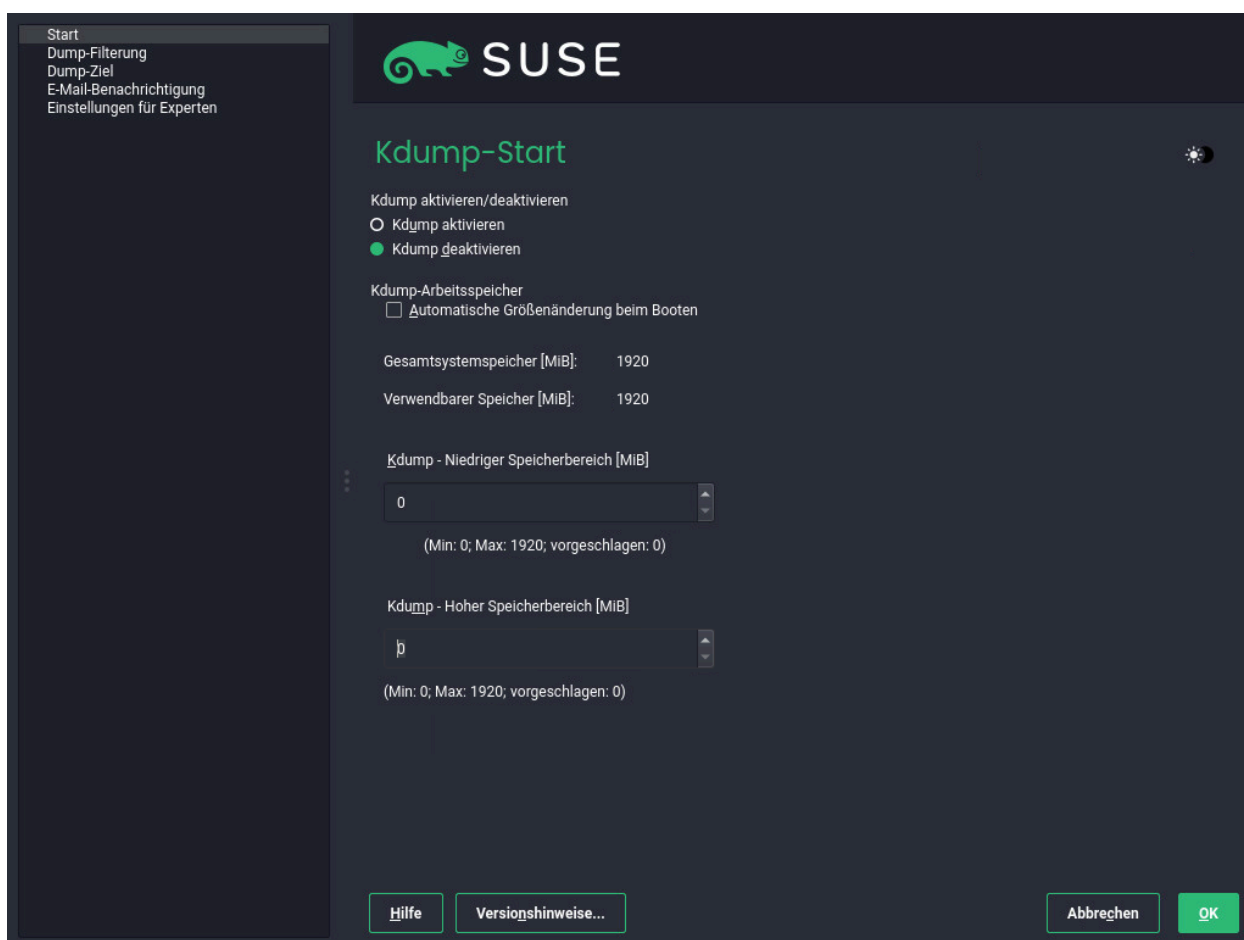 Start
Dump-Filterung
Dump-Ziel
E-Mail-Benachrichtigung
Einstellungen für Experten
SUSE
Kdump-Start
Kdump aktivieren/deaktivieren
Kdump aktivieren
Kdump deaktivieren
Kdump-Arbeitsspeicher
Automatische Größenänderung beim Booten
Gesamtsystemspeicher [MiB]: 1920
Verwendbarer Speicher [MiB]: 1920
Kdump - Niedriger Speicherbereich [MiB]
0
(Min: 0; Max: 1920; vorgeschlagen: 0)
Kdump - Hoher Speicherbereich [MiB]
0
(Min: 0; Max: 1920; vorgeschlagen: 0)
Hilfe Versionshinweise... Abbrechen OK